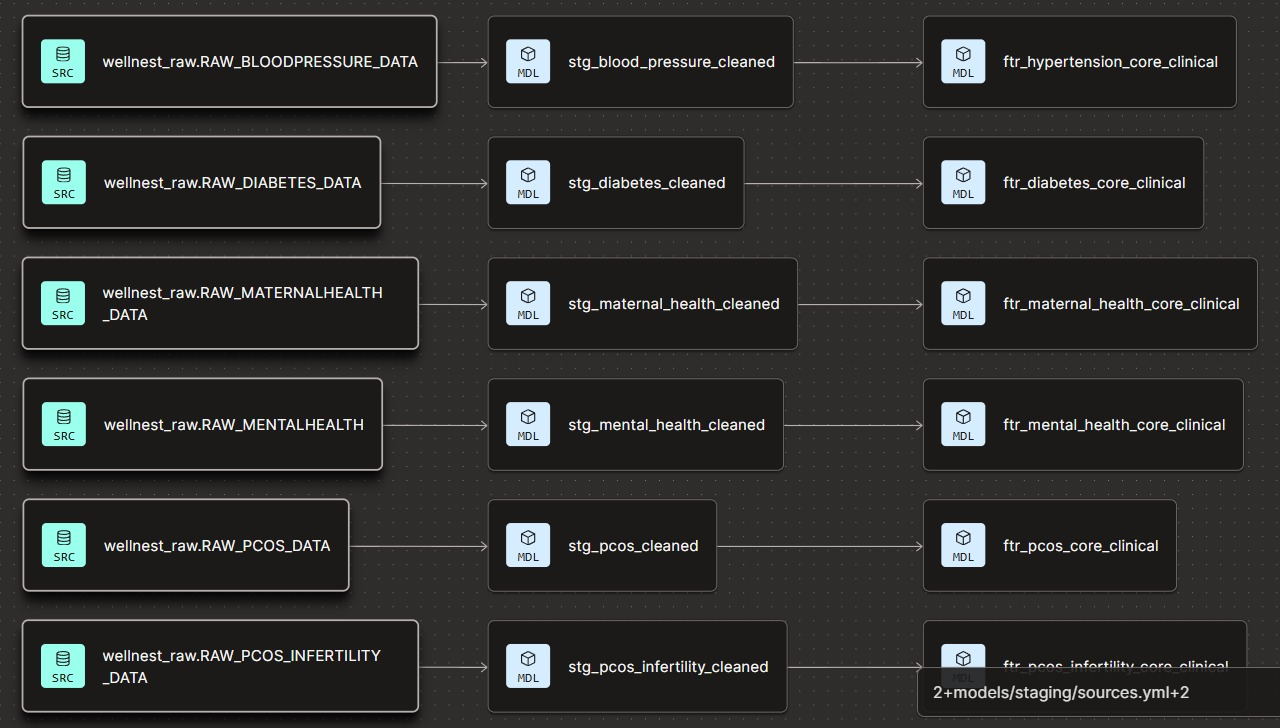 SRC
wellnest_raw.RAW_BLOODPRESSURE_DATA
MDL
stg_blood_pressure_cleaned
MDL
ftr_hypertension_core_clinical
SRC
wellnest_raw.RAW_DIABETES_DATA
MDL
stg_diabetes_cleaned
MDL
ftr_diabetes_core_clinical
SRC
wellnest_raw.RAW_MATERNALHEALTH
_DATA
MDL
stg_maternal_health_cleaned
MDL
ftr_maternal_health_core_clinical
SRC
wellnest_raw.RAW_MENTALHEALTH
MDL
stg_mental_health_cleaned
MDL
ftr_mental_health_core_clinical
SRC
wellnest_raw.RAW_PCOS_DATA
MDL
stg_pcos_cleaned
MDL
ftr_pcos_core_clinical
SRC
wellnest_raw.RAW_PCOS_INFERTILITY
_DATA
MDL
stg_pcos_infertility_cleaned
MDL
ftr_pcos_infertility_core_clinical
2+models/staging/sources.yml+2